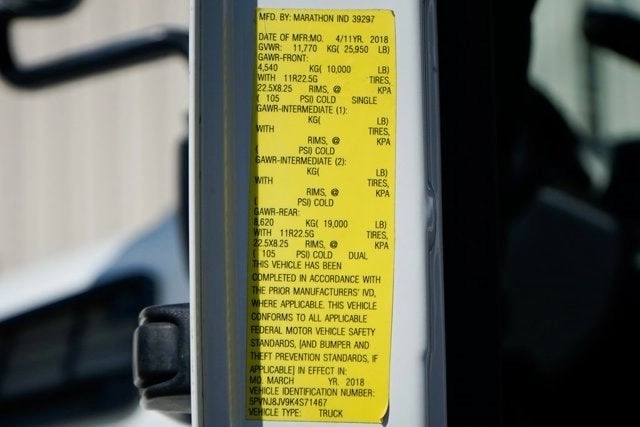 MFD. BY: MARATHON IND 39297
DATE OF MFR:MO. 4/11YR. 2018
GVWR: 11,770 KG( 25,950 LB)
GAWR-FRONT:
4,540 KG( 10,000 LB)
WITH 11R22.5G TIRES,
22.5X8.25 RIMS, @ KPA
( 105 PSI) COLD SINGLE
GAWR-INTERMEDIATE (1):
KG( LB)
WITH TIRES,
RIMS, @ KPA
( PSI) COLD
GAWR-INTERMEDIATE (2):
KG( LB)
WITH TIRES,
RIMS, @ KPA
( PSI) COLD
GAWR-REAR:
8,620 KG( 19,000 LB)
WITH 11R22.5G TIRES,
22.5X8.25 RIMS, @ KPA
( 105 PSI) COLD DUAL
THIS VEHICLE HAS BEEN
COMPLETED IN ACCORDANCE WITH
THE PRIOR MANUFACTURERS' IVD,
WHERE APPLICABLE. THIS VEHICLE
CONFORMS TO ALL APPLICABLE
FEDERAL MOTOR VEHICLE SAFETY
STANDARDS, [AND BUMPER AND
THEFT PREVENTION STANDARDS, IF
APPLICABLE] IN EFFECT IN:
MO. MARCH YR. 2018
VEHICLE IDENTIFICATION NUMBER:
5PVNJ8JV9K4S71467
VEHICLE TYPE: TRUCK